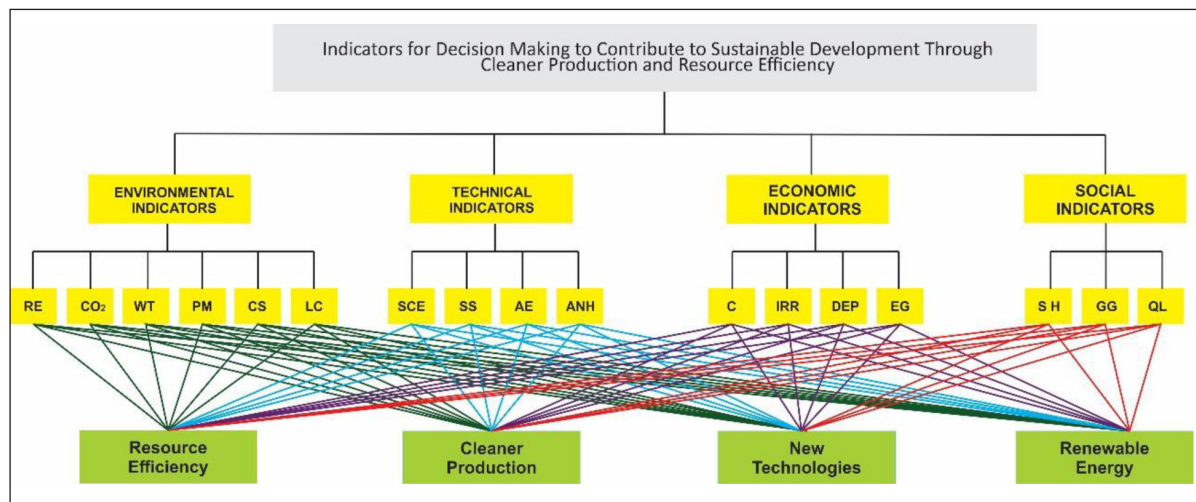 Indicators for Decision Making to Contribute to Sustainable Development Through
Cleaner Production and Resource Efficiency
ENVIRONMENTAL
INDICATORS
TECHNICAL
INDICATORS
ECONOMIC
INDICATORS
SOCIAL
INDICATORS
RE
CO₂
WT
PM
CS
LC
SCE
SS
AE
ANH
C
IRR
DEP
EG
S H
GG
QL
Resource
Efficiency
Cleaner
Production
New
Technologies
Renewable
Energy